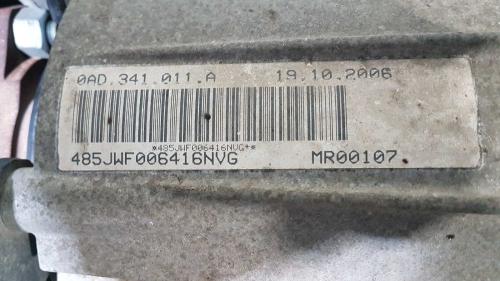 0AD.341.011.A 19.10.2006
*485JWF006416NVG**
485JWF006416NVG MR00107